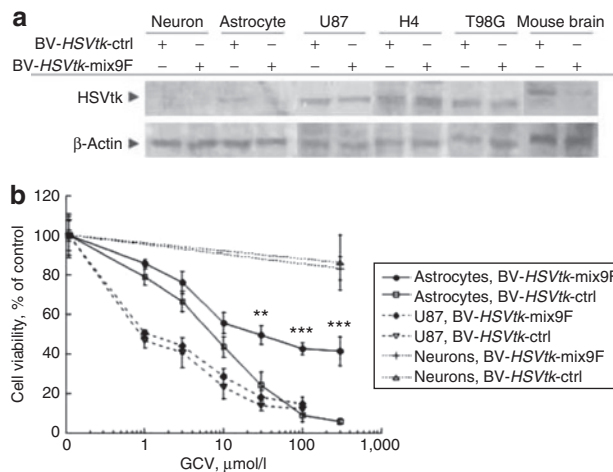 a
Neuron Astrocyte U87 H4 T98G Mouse brain
BV-HSVtk-ctrl + – + – + – + – + – + –
BV-HSVtk-mix9F – + – + – + – + – + – +
HSVtk
β-Actin
b
120
100
80
60
40
20
0
Cell viability, % of control
** *** ***
0 1 10 100 1,000
GCV, μmol/l
Astrocytes, BV-HSVtk-mix9F
Astrocytes, BV-HSVtk-ctrl
U87, BV-HSVtk-mix9F
U87, BV-HSVtk-ctrl
Neurons, BV-HSVtk-mix9F
Neurons, BV-HSVtk-ctrl